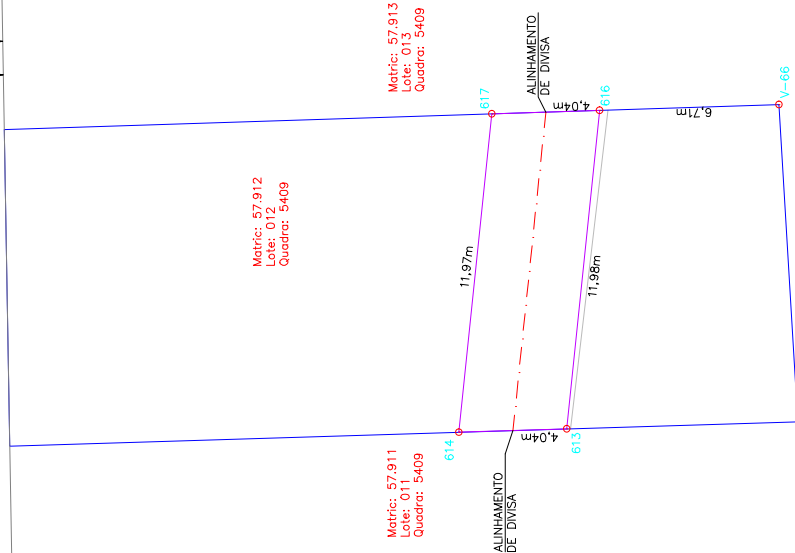 Matric: 57.913
Lote: 013
Quadra: 5409
ALINHAMENTO
DE DIVISA
617
4,04m
616
6,71m
V-66
Matric: 57.912
Lote: 012
Quadra: 5409
11,97m
11,98m
Matric: 57.911
Lote: 011
Quadra: 5409
614
4,04m
613
ALINHAMENTO
DE DIVISA